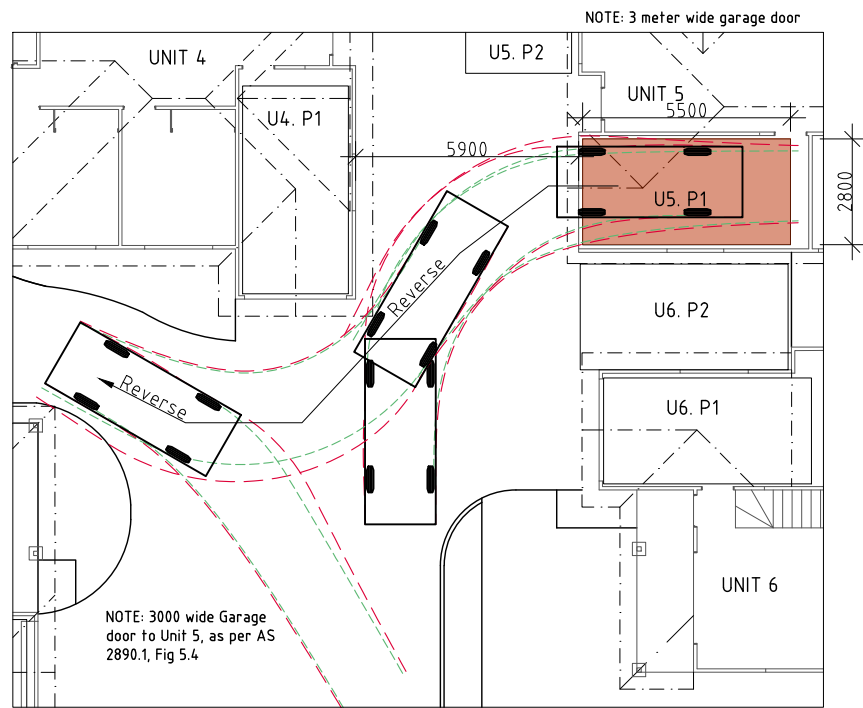 NOTE: 3 meter wide garage door
UNIT 4
U5. P2
UNIT 5
5500
U4. P1
5900
2800
U5. P1
Reverse
U6. P2
Reverse
U6. P1
UNIT 6
NOTE: 3000 wide Garage
door to Unit 5, as per AS
2890.1, Fig 5.4